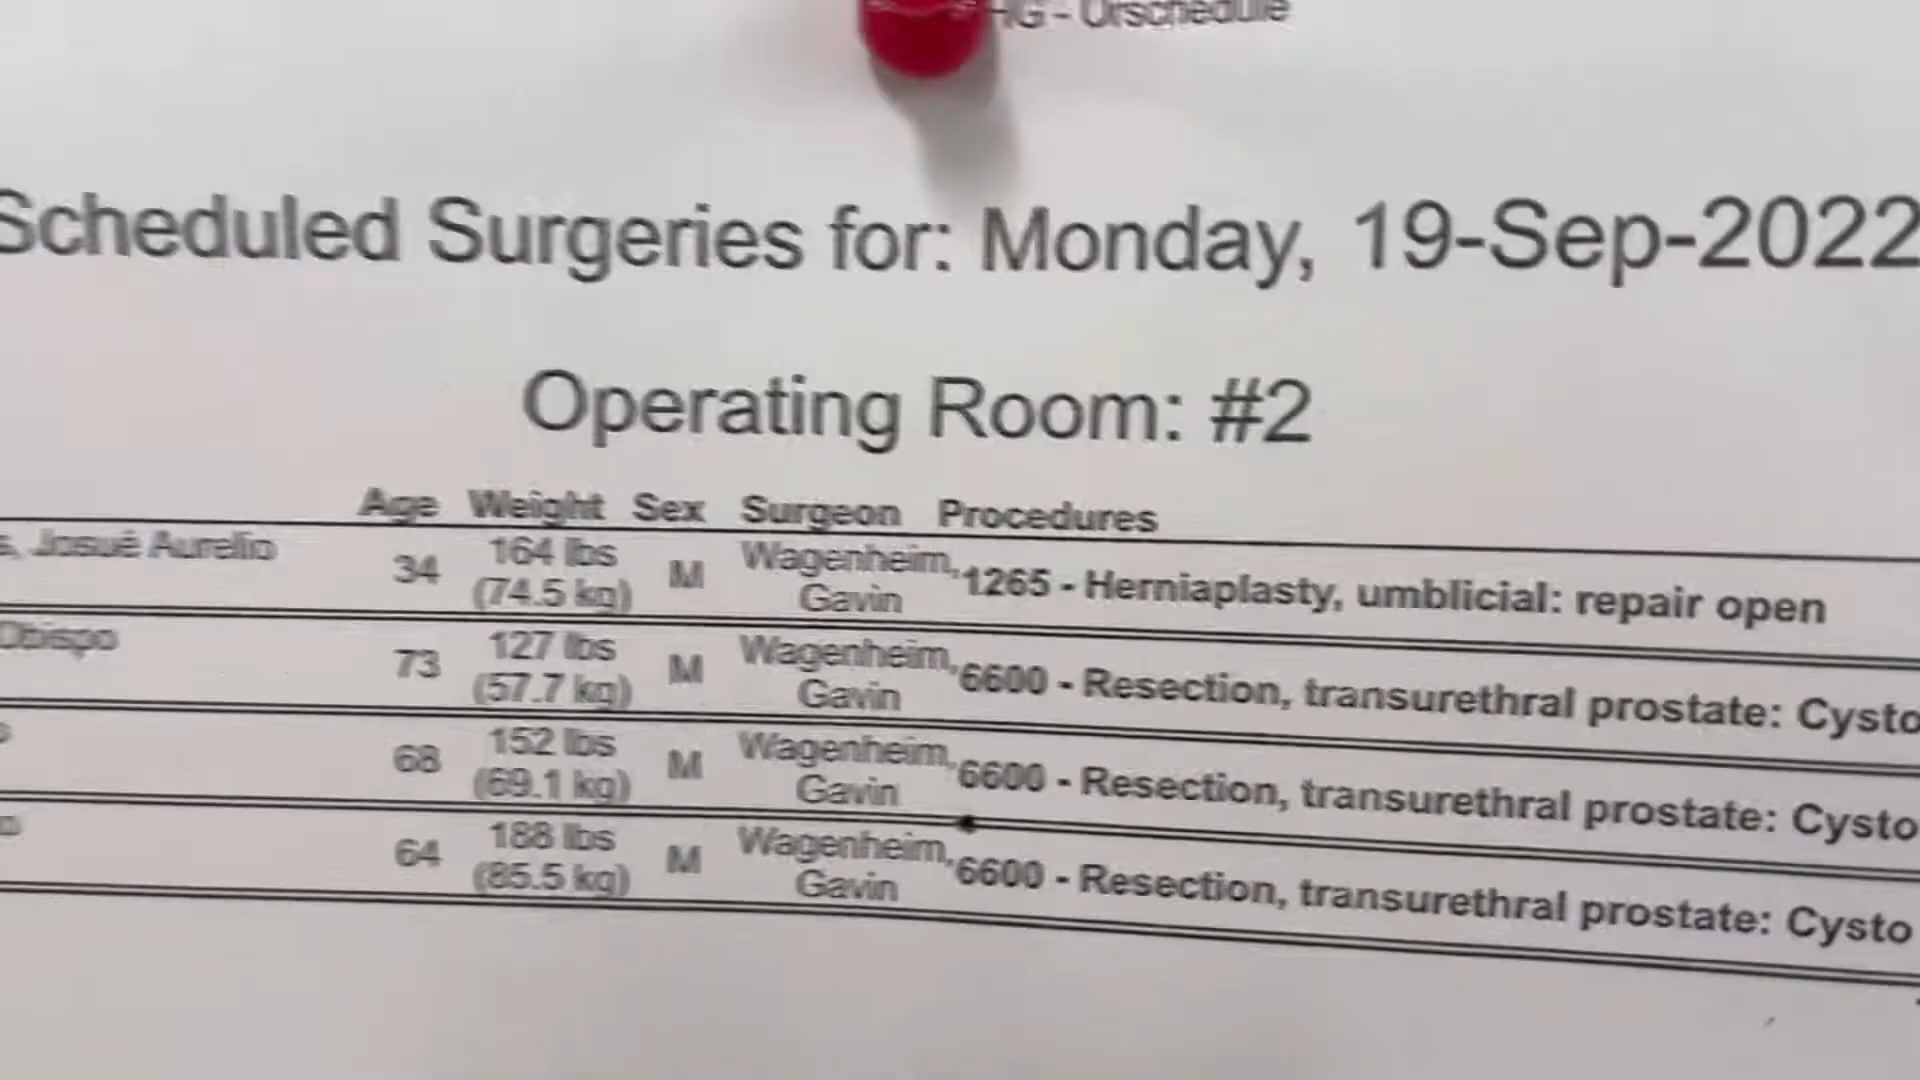 HG - Orschedule
Scheduled Surgeries for: Monday, 19-Sep-2022
Operating Room: #2
Age Weight Sex Surgeon Procedures
s, Josué Aurelio 34 164 lbs (74.5 kg) M Wagenheim, Gavin 1265 - Herniaplasty, umblicial: repair open
Obispo 73 127 lbs (57.7 kg) M Wagenheim, Gavin 6600 - Resection, transurethral prostate: Cysto
68 152 lbs (69.1 kg) M Wagenheim, Gavin 6600 - Resection, transurethral prostate: Cysto
64 188 lbs (85.5 kg) M Wagenheim, Gavin 6600 - Resection, transurethral prostate: Cysto